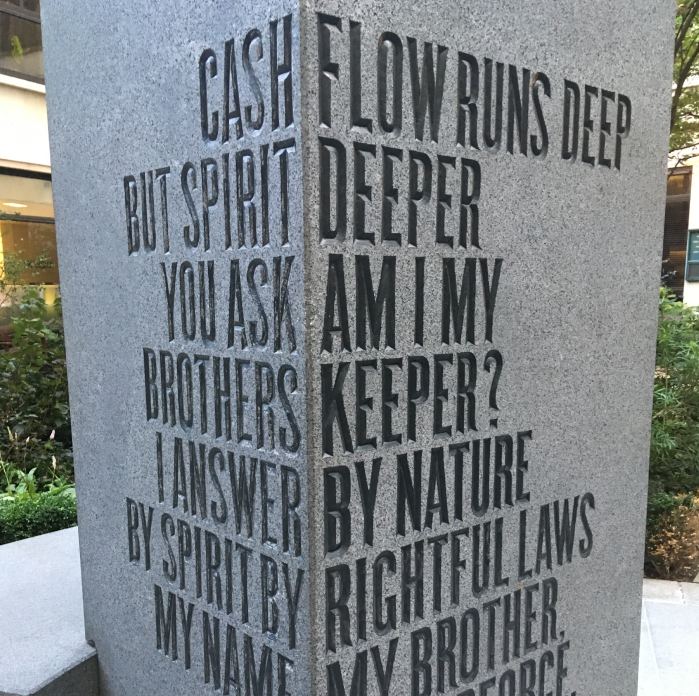 CASH FLOW RUNS DEEP
BUT SPIRIT DEEPER
YOU ASK AM I MY
BROTHERS KEEPER?
I ANSWER BY NATURE
BY SPIRIT BY RIGHTFUL LAWS
MY NAME MY BROTHER,